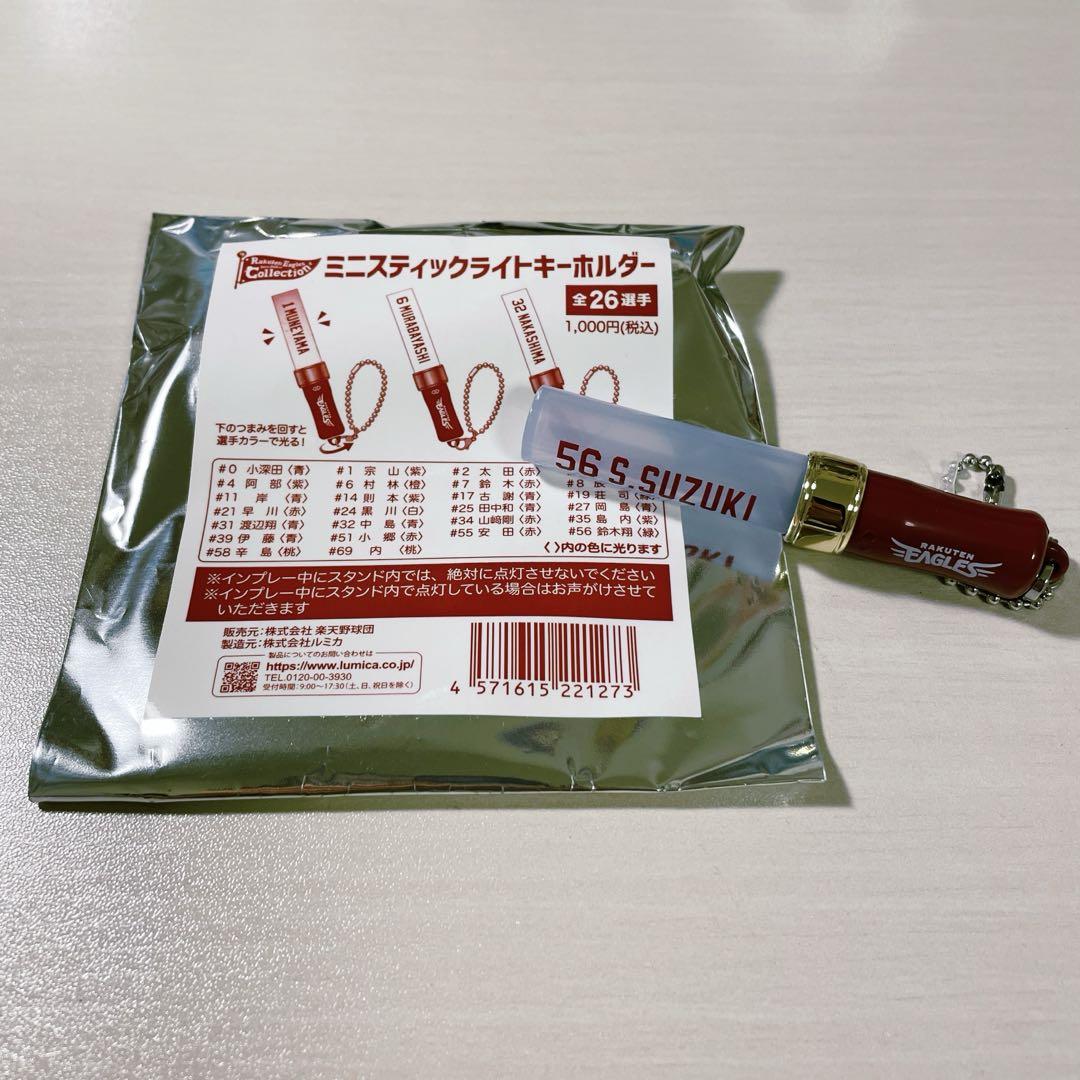 Rakuten Eagles
Collection
ミニスティックライトキーホルダー
全26選手
1,000円(税込)
1 MUNEYAMA
6 MURABAYASHI
32 NAKASHIMA
下のつまみを回すと
選手カラーで光る!
#0 小深田〈青〉 #1 宗 山〈紫〉 #2 太 田〈赤〉
#4 阿 部〈紫〉 #6 村 林〈橙〉 #7 鈴 木〈赤〉 #8
#11 岸 〈青〉 #14 則 本〈紫〉 #17 古 謝〈青〉 #19 荘 司
#21 早 川〈赤〉 #24 黒 川〈白〉 #25 田中和〈青〉 #27 岡 島〈青〉
#31 渡辺翔〈青〉 #32 中 島〈青〉 #34 山﨑剛〈赤〉 #35 島 内〈紫〉
#39 伊 藤〈青〉 #51 小 郷〈赤〉 #55 安 田〈赤〉 #56 鈴木翔〈緑〉
#58 辛 島〈桃〉 #69 内 〈桃〉 〈 〉内の色に光ります
※インプレー中にスタンド内では、絶対に点灯させないでください
※インプレー中にスタンド内で点灯している場合はお声がけさせて
いただきます
販売元:株式会社 楽天野球団
製造元:株式会社ルミカ
製品についてのお問い合わせは
https://www.lumica.co.jp/
TEL.0120-00-3930
受付時間:9:00〜17:30(土、日、祝日を除く)
4 571615 221273
56 S.SUZUKI
RAKUTEN
EAGLES